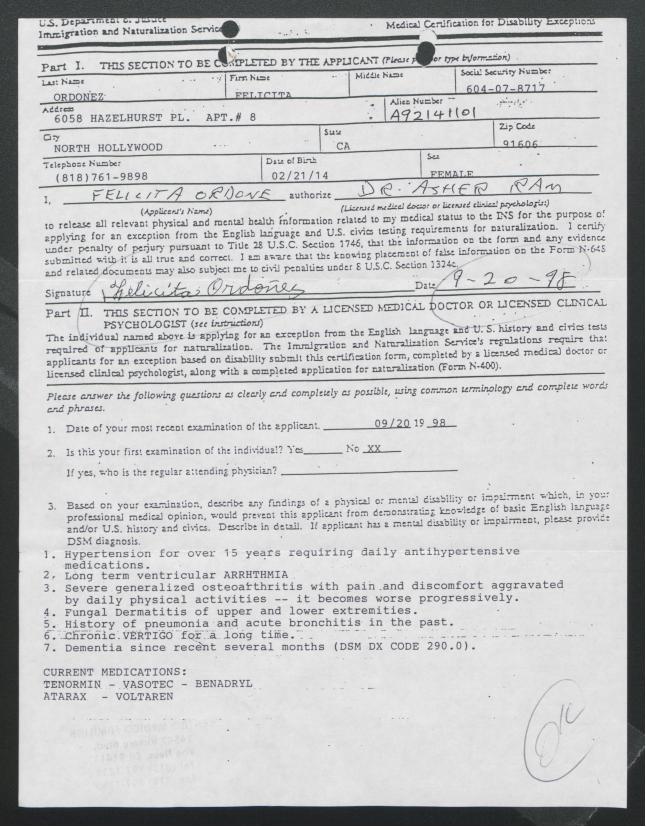 U.S. Department of Justice
Immigration and Naturalization Service
Medical Certification for Disability Exceptions
Part I. THIS SECTION TO BE COMPLETED BY THE APPLICANT (Please or type information)
Last Name First Name Middle Name Social Security Number
ORDONEZ FELICITA 604-07-8717
Address Alien Number
6058 HAZELHURST PL. APT.# 8 A92141101
City State Zip Code
NORTH HOLLYWOOD CA 91606
Telephone Number Date of Birth Sex
(818)761-9898 02/21/14 FEMALE
I, FELICITA ORDONE authorize DR. ASHER RAM
(Applicant's Name) (Licensed medical doctor or licensed clinical psychologist)
to release all relevant physical and mental health information related to my medical status to the INS for the purpose of
applying for an exception from the English language and U.S. civics testing requirements for naturalization. I certify
under penalty of perjury pursuant to Title 28 U.S.C. Section 1746, that the information on the form and any evidence
submitted with it is all true and correct. I am aware that the knowing placement of false information on the Form N-648
and related documents may also subject me to civil penalties under 8 U.S.C. Section 1324c.
Signature Felicita Ordoñez Date 9-20-98
Part II. THIS SECTION TO BE COMPLETED BY A LICENSED MEDICAL DOCTOR OR LICENSED CLINICAL
PSYCHOLOGIST (see instructions)
The individual named above is applying for an exception from the English language and U.S. history and civics tests
required of applicants for naturalization. The Immigration and Naturalization Service's regulations require that
applicants for an exception based on disability submit this certification form, completed by a licensed medical doctor or
licensed clinical psychologist, along with a completed application for naturalization (Form N-400).
Please answer the following questions as clearly and completely as possible, using common terminology and complete words
and phrases.
1. Date of your most recent examination of the applicant. 09/20 19 98
2. Is this your first examination of the individual? Yes No XX
If yes, who is the regular attending physician?
3. Based on your examination, describe any findings of a physical or mental disability or impairment which, in your
professional medical opinion, would prevent this applicant from demonstrating knowledge of basic English language
and/or U.S. history and civics. Describe in detail. If applicant has a mental disability or impairment, please provide
DSM diagnosis.
1. Hypertension for over 15 years requiring daily antihypertensive
medications.
2. Long term ventricular ARRHTHMIA
3. Severe generalized osteoarthritis with pain and discomfort aggravated
by daily physical activities -- it becomes worse progressively.
4. Fungal Dermatitis of upper and lower extremities.
5. History of pneumonia and acute bronchitis in the past.
6. Chronic VERTIGO for a long time.
7. Dementia since recent several months (DSM DX CODE 290.0).
CURRENT MEDICATIONS:
TENORMIN - VASOTEC - BENADRYL
ATARAX - VOLTAREN
OK